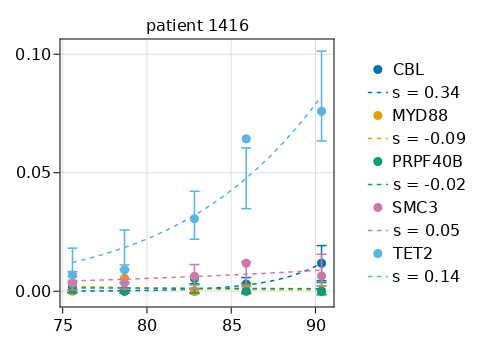 patient 1416
0.10
0.05
0.00
75
80
85
90
CBL
s = 0.34
MYD88
s = -0.09
PRPF40B
s = -0.02
SMC3
s = 0.05
TET2
s = 0.14